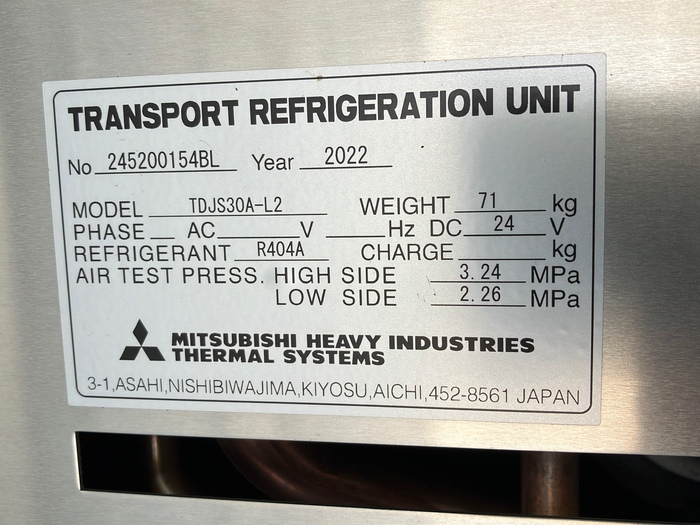 TRANSPORT REFRIGERATION UNIT
No 245200154BL Year 2022
MODEL TDJS30A-L2 WEIGHT 71 kg
PHASE AC V Hz DC 24 V
REFRIGERANT R404A CHARGE kg
AIR TEST PRESS. HIGH SIDE 3.24 MPa
LOW SIDE 2.26 MPa
MITSUBISHI HEAVY INDUSTRIES
THERMAL SYSTEMS
3-1,ASAHI,NISHIBIWAJIMA,KIYOSU,AICHI,452-8561 JAPAN